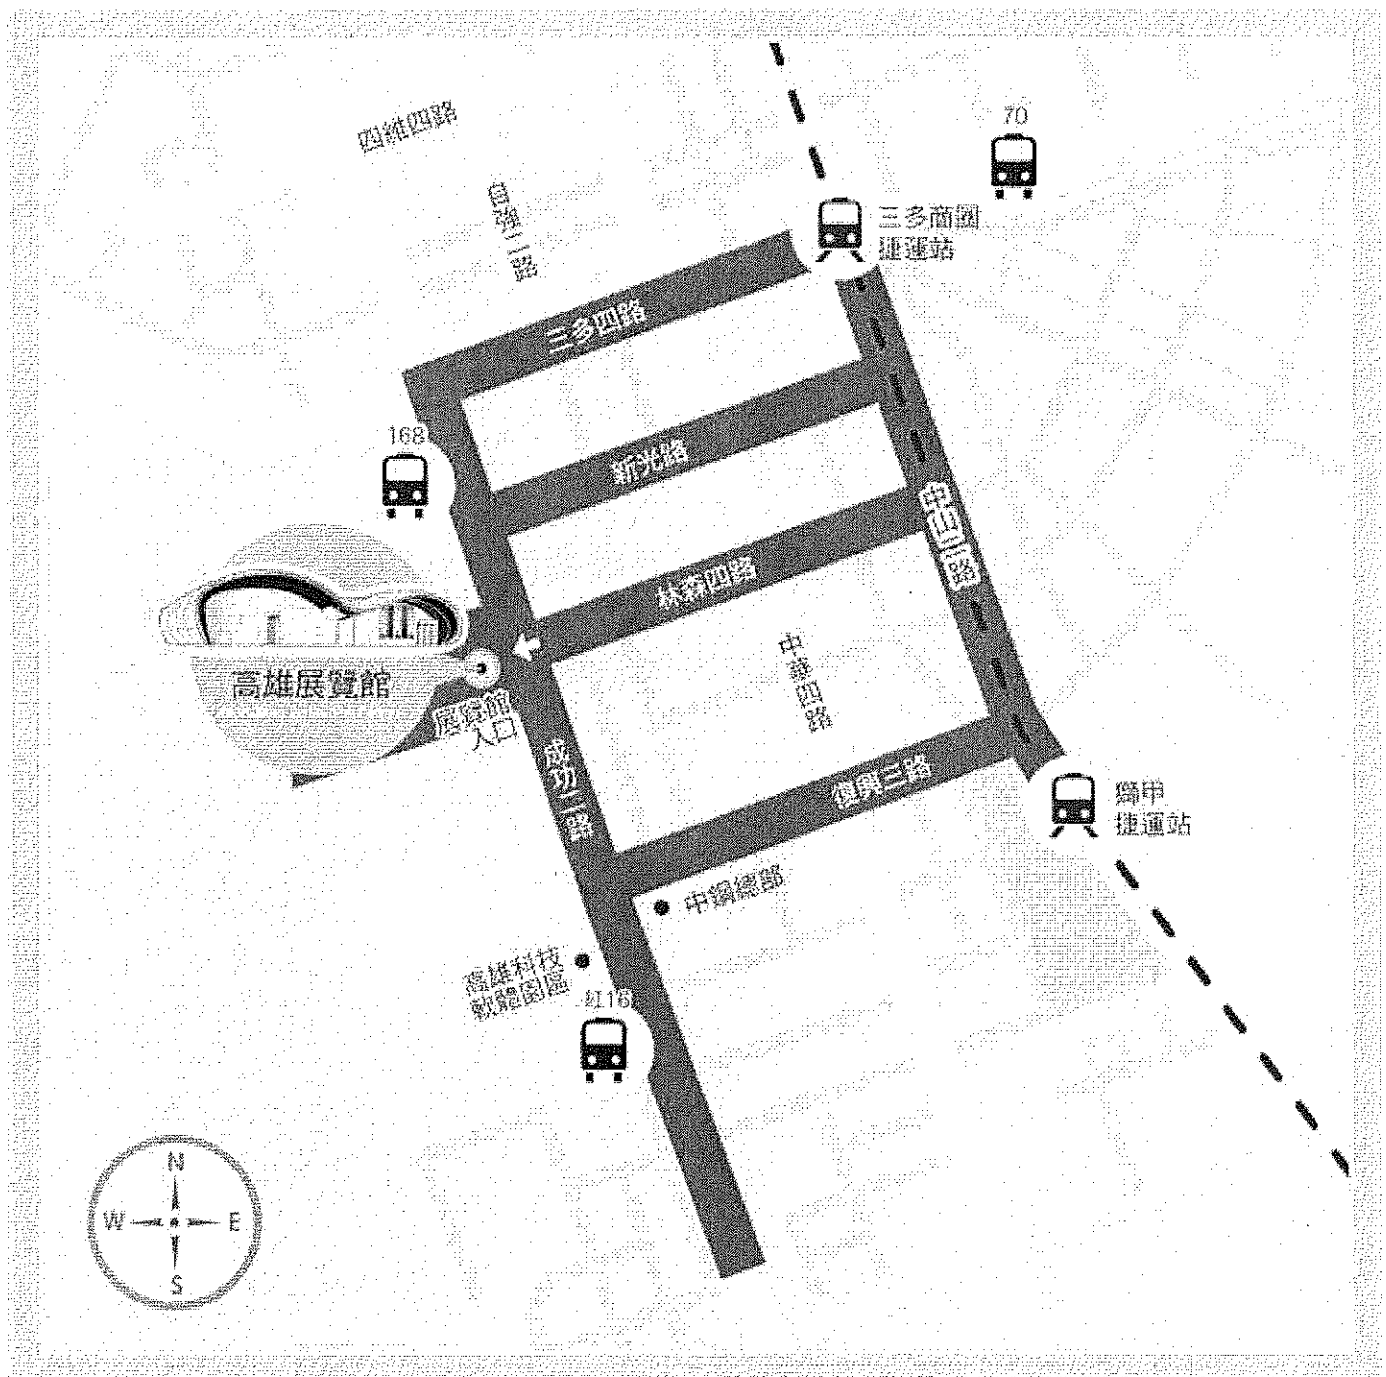 四維四路
70
自強二路
三多商圈
捷運站
三多四路
168
新光路
中山二路
林森四路
中華四路
高雄展覽館
展覽館
入口
成功二路
復興三路
獅甲
捷運站
中鋼總部
高雄科技
軟體園區
紅16
N
W
E
S